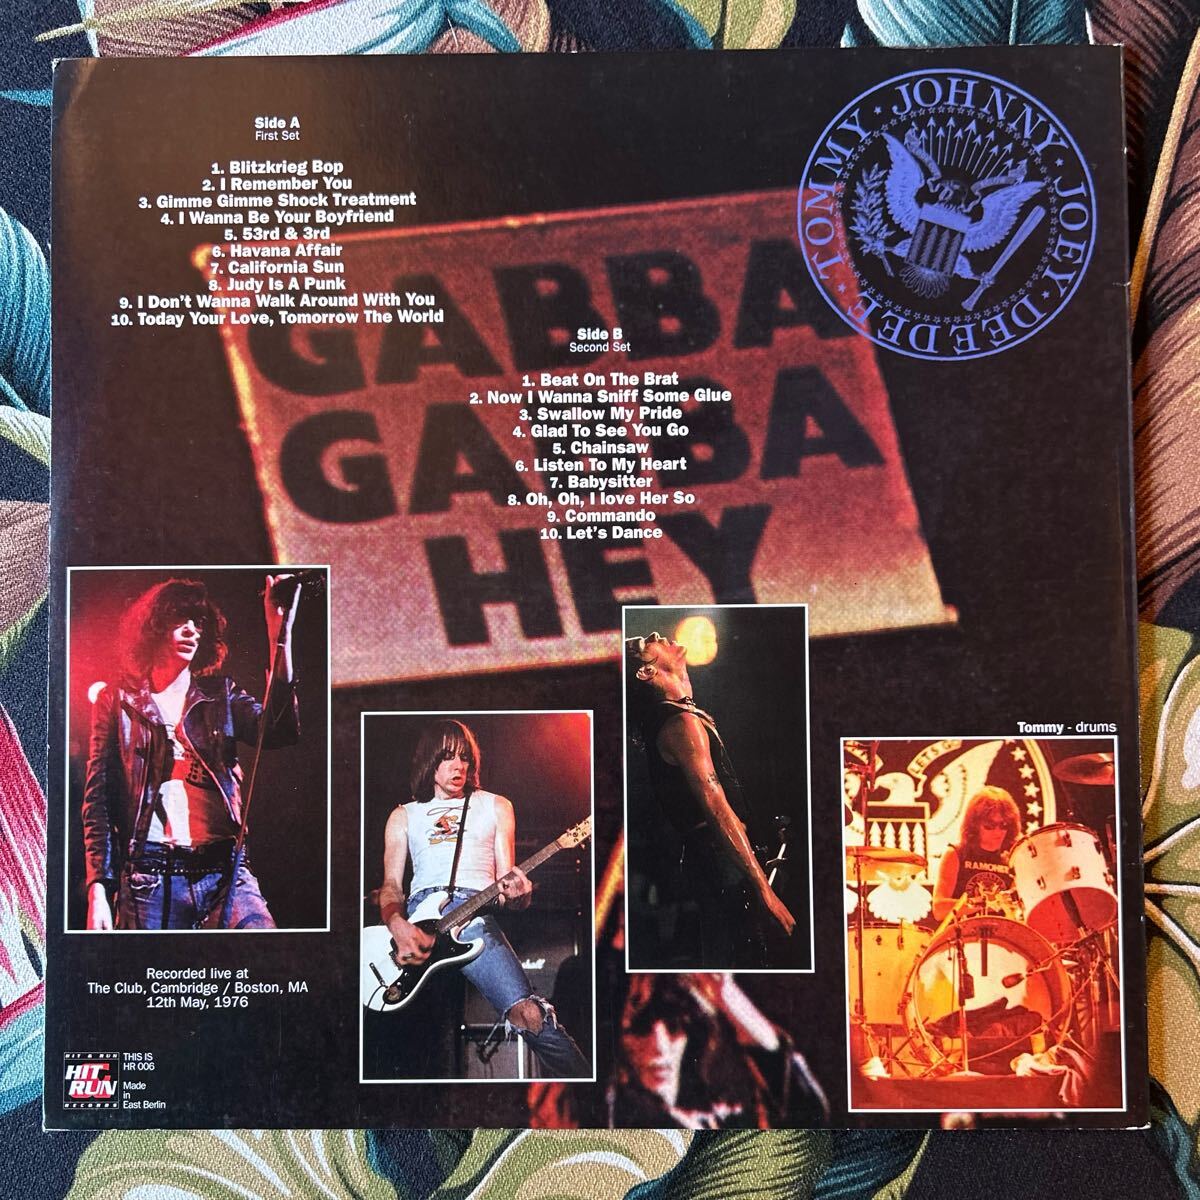 Side A
First Set
1. Blitzkrieg Bop
2. I Remember You
3. Gimme Gimme Shock Treatment
4. I Wanna Be Your Boyfriend
5. 53rd & 3rd
6. Havana Affair
7. California Sun
8. Judy Is A Punk
9. I Don't Wanna Walk Around With You
10. Today Your Love, Tomorrow The World
TOMMY · JOHNNY · JOEY · DEE DEE ·
GABBA
GABBA
HEY
Side B
Second Set
1. Beat On The Brat
2. Now I Wanna Sniff Some Glue
3. Swallow My Pride
4. Glad To See You Go
5. Chainsaw
6. Listen To My Heart
7. Babysitter
8. Oh, Oh, I love Her So
9. Commando
10. Let's Dance
Tommy - drums
LET'S GO
RAMONES
Marshall
Recorded live at
The Club, Cambridge / Boston, MA
12th May, 1976
HIT & RUN
HIT &
RUN
RECORDS
THIS IS
HR 006
Made
in
East Berlin